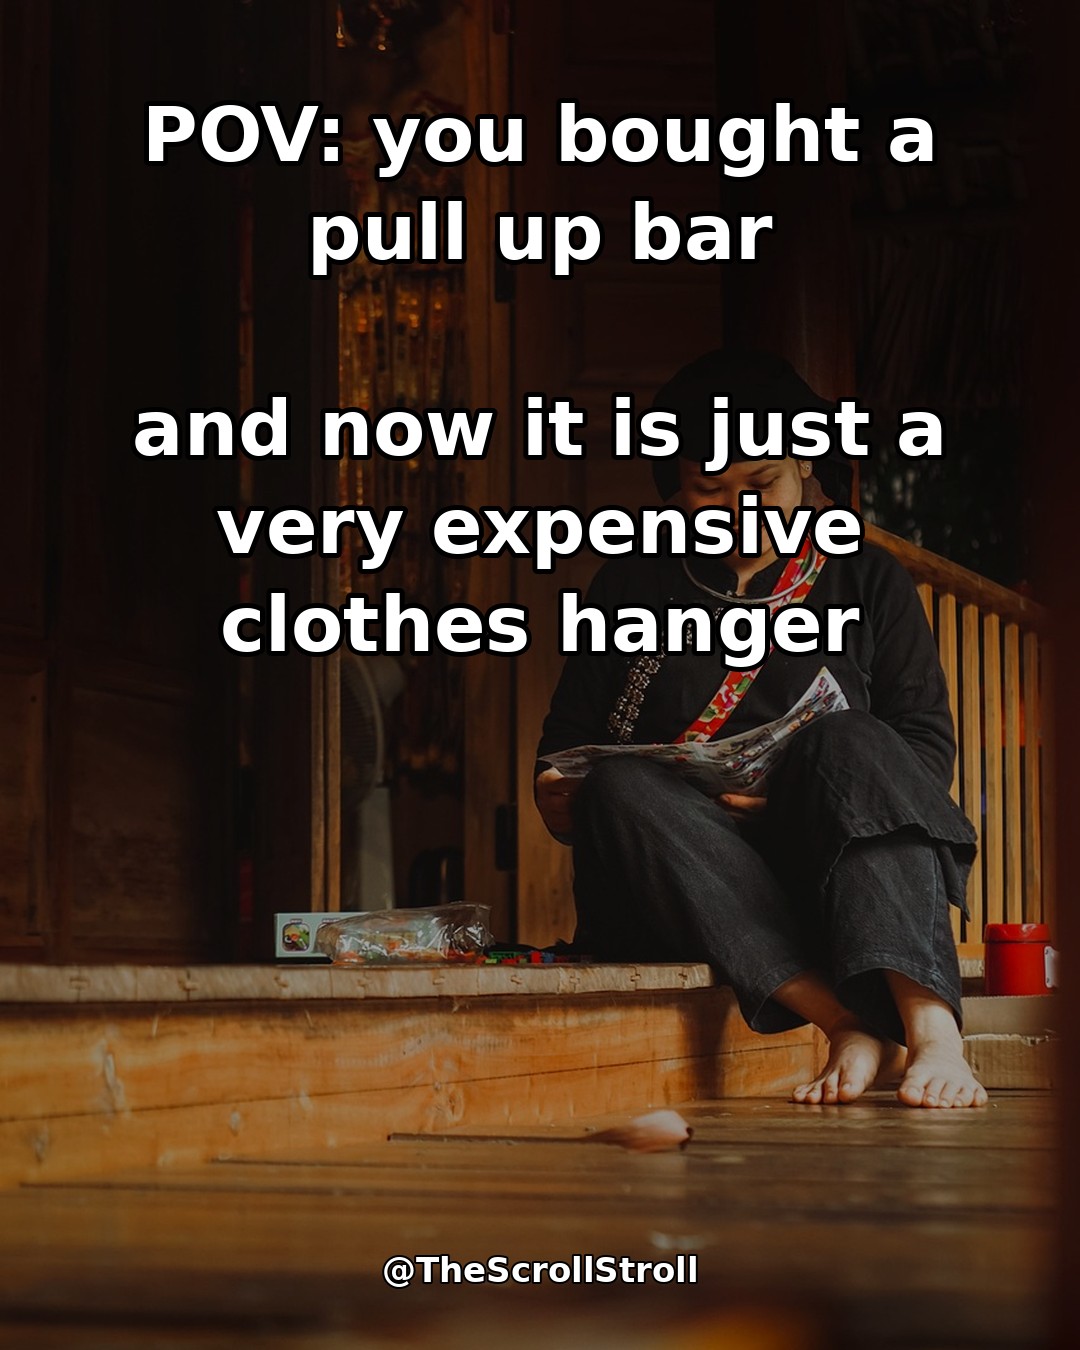 POV: you bought a
pull up bar
and now it is just a
very expensive
clothes hanger
@TheScrollStroll